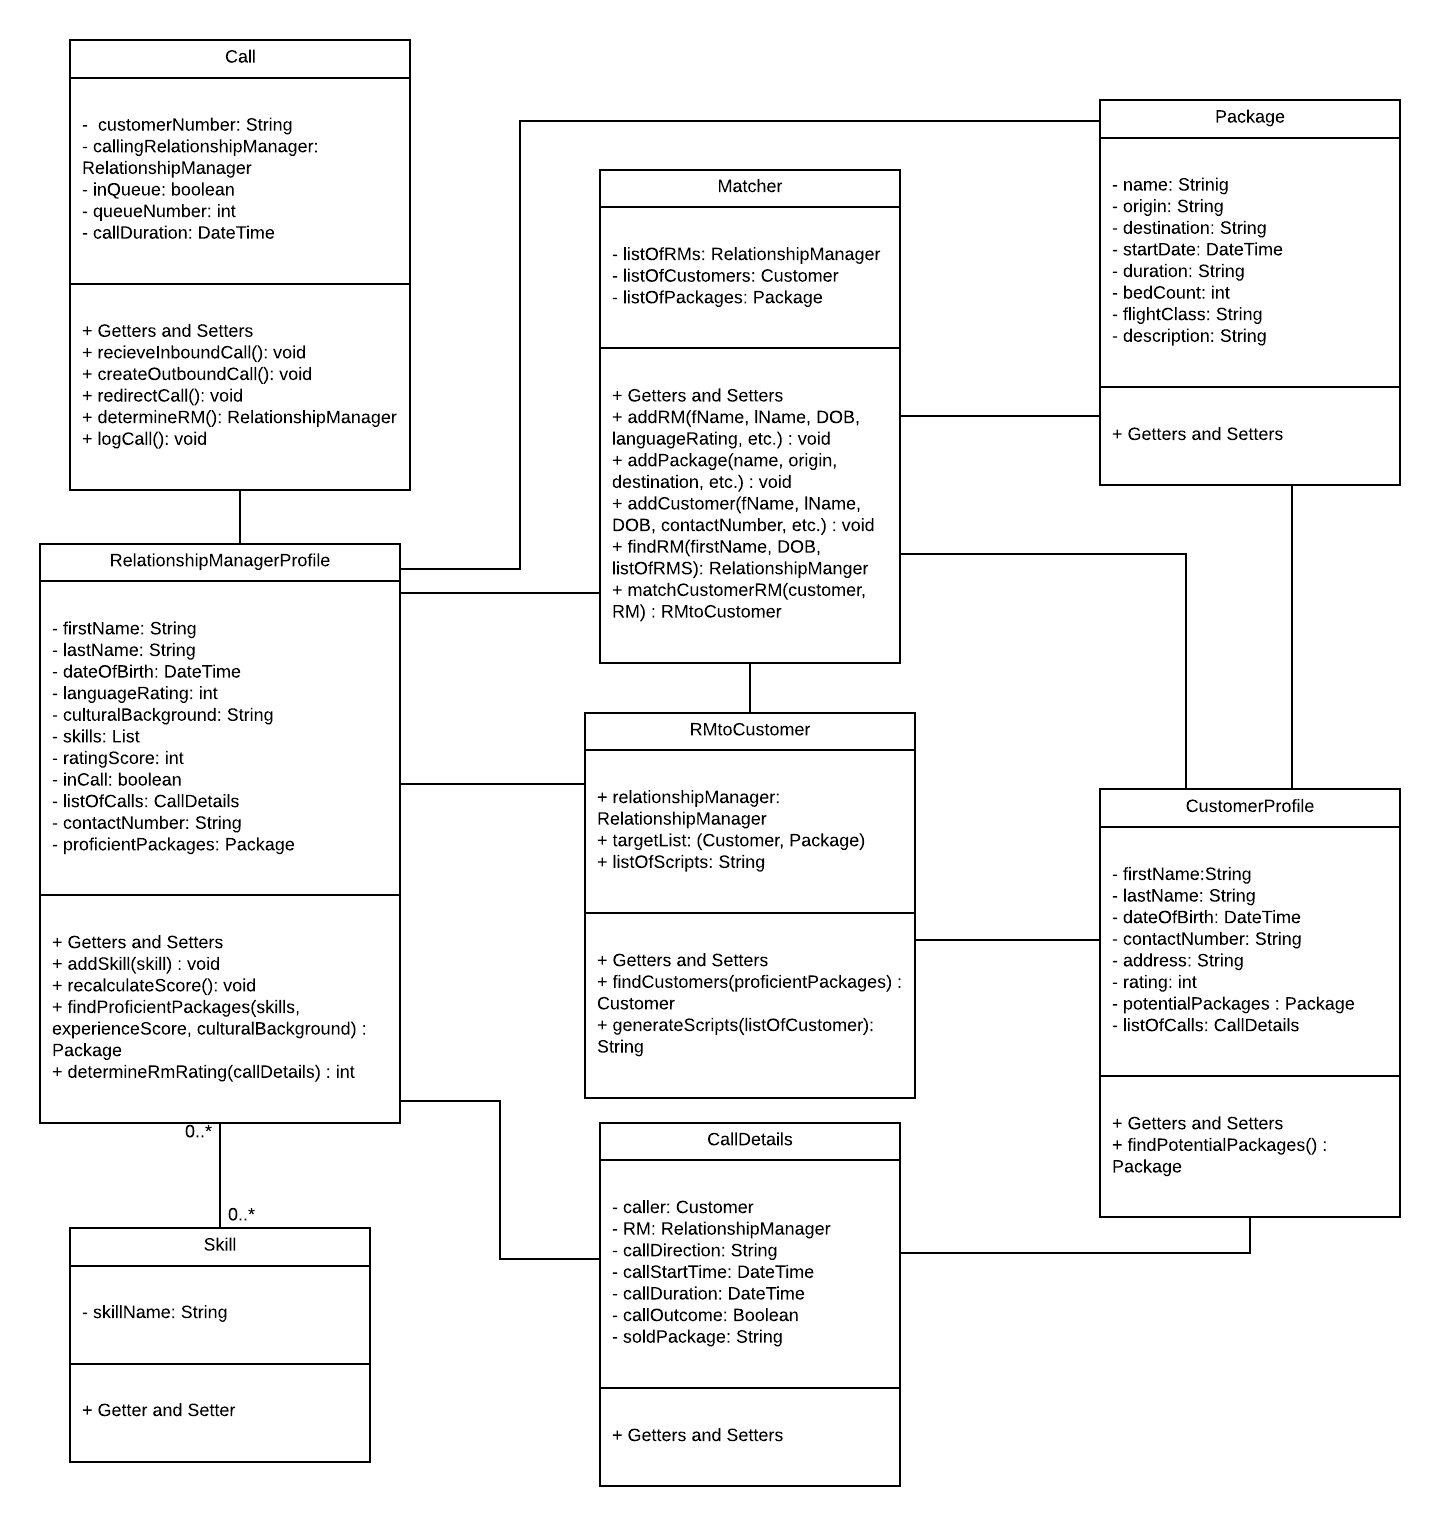 Call
-  customerNumber: String
- callingRelationshipManager:
RelationshipManager
- inQueue: boolean
- queueNumber: int
- callDuration: DateTime
+ Getters and Setters
+ recieveInboundCall(): void
+ createOutboundCall(): void
+ redirectCall(): void
+ determineRM(): RelationshipManager
+ logCall(): void
Package
- name: Strinig
- origin: String
- destination: String
- startDate: DateTime
- duration: String
- bedCount: int
- flightClass: String
- description: String
+ Getters and Setters
Matcher
- listOfRMs: RelationshipManager
- listOfCustomers: Customer
- listOfPackages: Package
+ Getters and Setters
+ addRM(fName, lName, DOB,
languageRating, etc.) : void
+ addPackage(name, origin,
destination, etc.) : void
+ addCustomer(fName, lName,
DOB, contactNumber, etc.) : void
+ findRM(firstName, DOB,
listOfRMS): RelationshipManger
+ matchCustomerRM(customer,
RM) : RMtoCustomer
RelationshipManagerProfile
- firstName: String
- lastName: String
- dateOfBirth: DateTime
- languageRating: int
- culturalBackground: String
- skills: List
- ratingScore: int
- inCall: boolean
- listOfCalls: CallDetails
- contactNumber: String
- proficientPackages: Package
+ Getters and Setters
+ addSkill(skill) : void
+ recalculateScore(): void
+ findProficientPackages(skills,
experienceScore, culturalBackground) :
Package
+ determineRmRating(callDetails) : int
RMtoCustomer
+ relationshipManager:
RelationshipManager
+ targetList: (Customer, Package)
+ listOfScripts: String
+ Getters and Setters
+ findCustomers(proficientPackages) :
Customer
+ generateScripts(listOfCustomer):
String
CustomerProfile
- firstName:String
- lastName: String
- dateOfBirth: DateTime
- contactNumber: String
- address: String
- rating: int
- potentialPackages : Package
- listOfCalls: CallDetails
+ Getters and Setters
+ findPotentialPackages() :
Package
0..*
0..*
Skill
- skillName: String
+ Getter and Setter
CallDetails
- caller: Customer
- RM: RelationshipManager
- callDirection: String
- callStartTime: DateTime
- callDuration: DateTime
- callOutcome: Boolean
- soldPackage: String
+ Getters and Setters